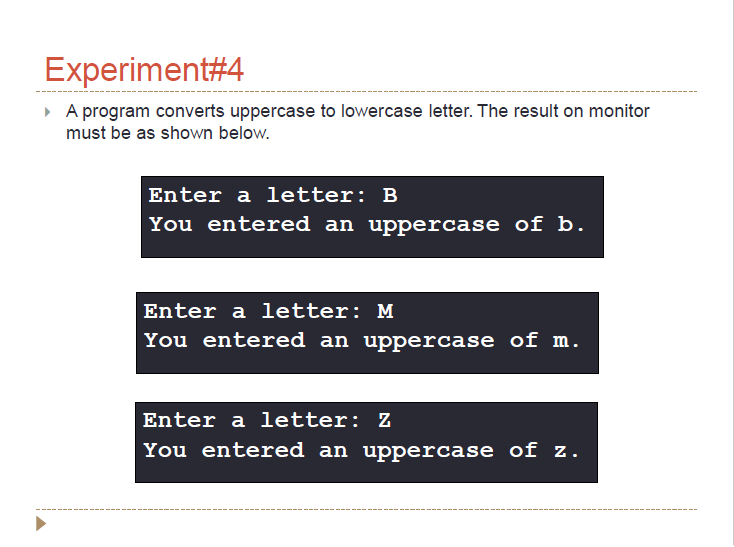 Experiment#4
A program converts uppercase to lowercase letter. The result on monitor
must be as shown below.
Enter a letter: B
You entered an uppercase of b.
Enter a letter: M
You entered an uppercase of m.
Enter a letter: Z
You entered an uppercase of z.